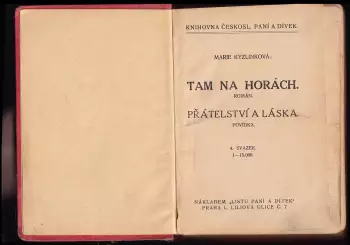 KNIHOVNA ČESKOSL. PANÍ A DÍVEK.
MARIE KYZLINKOVÁ:
TAM NA HORÁCH.
ROMÁN.
PŘÁTELSTVÍ A LÁSKA.
POVÍDKA.
4. SVAZEK.
1—15.000.
NÁKLADEM „LISTU PANÍ A DÍVEK“
PRAHA I., LILIOVÁ ULICE Č. 7